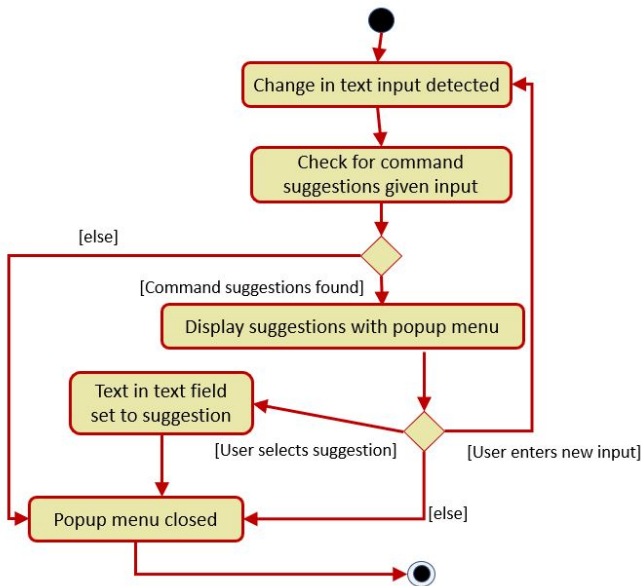 Change in text input detected
Check for command
suggestions given input
[else]
[Command suggestions found]
Display suggestions with popup menu
Text in text field
set to suggestion
[User selects suggestion]
[User enters new input]
[else]
Popup menu closed